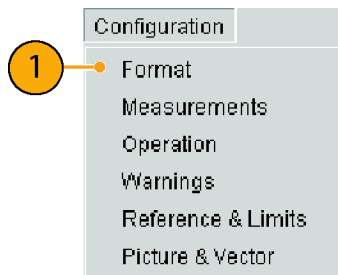 Configuration
1
Format
Measurements
Operation
Warnings
Reference & Limits
Picture & Vector